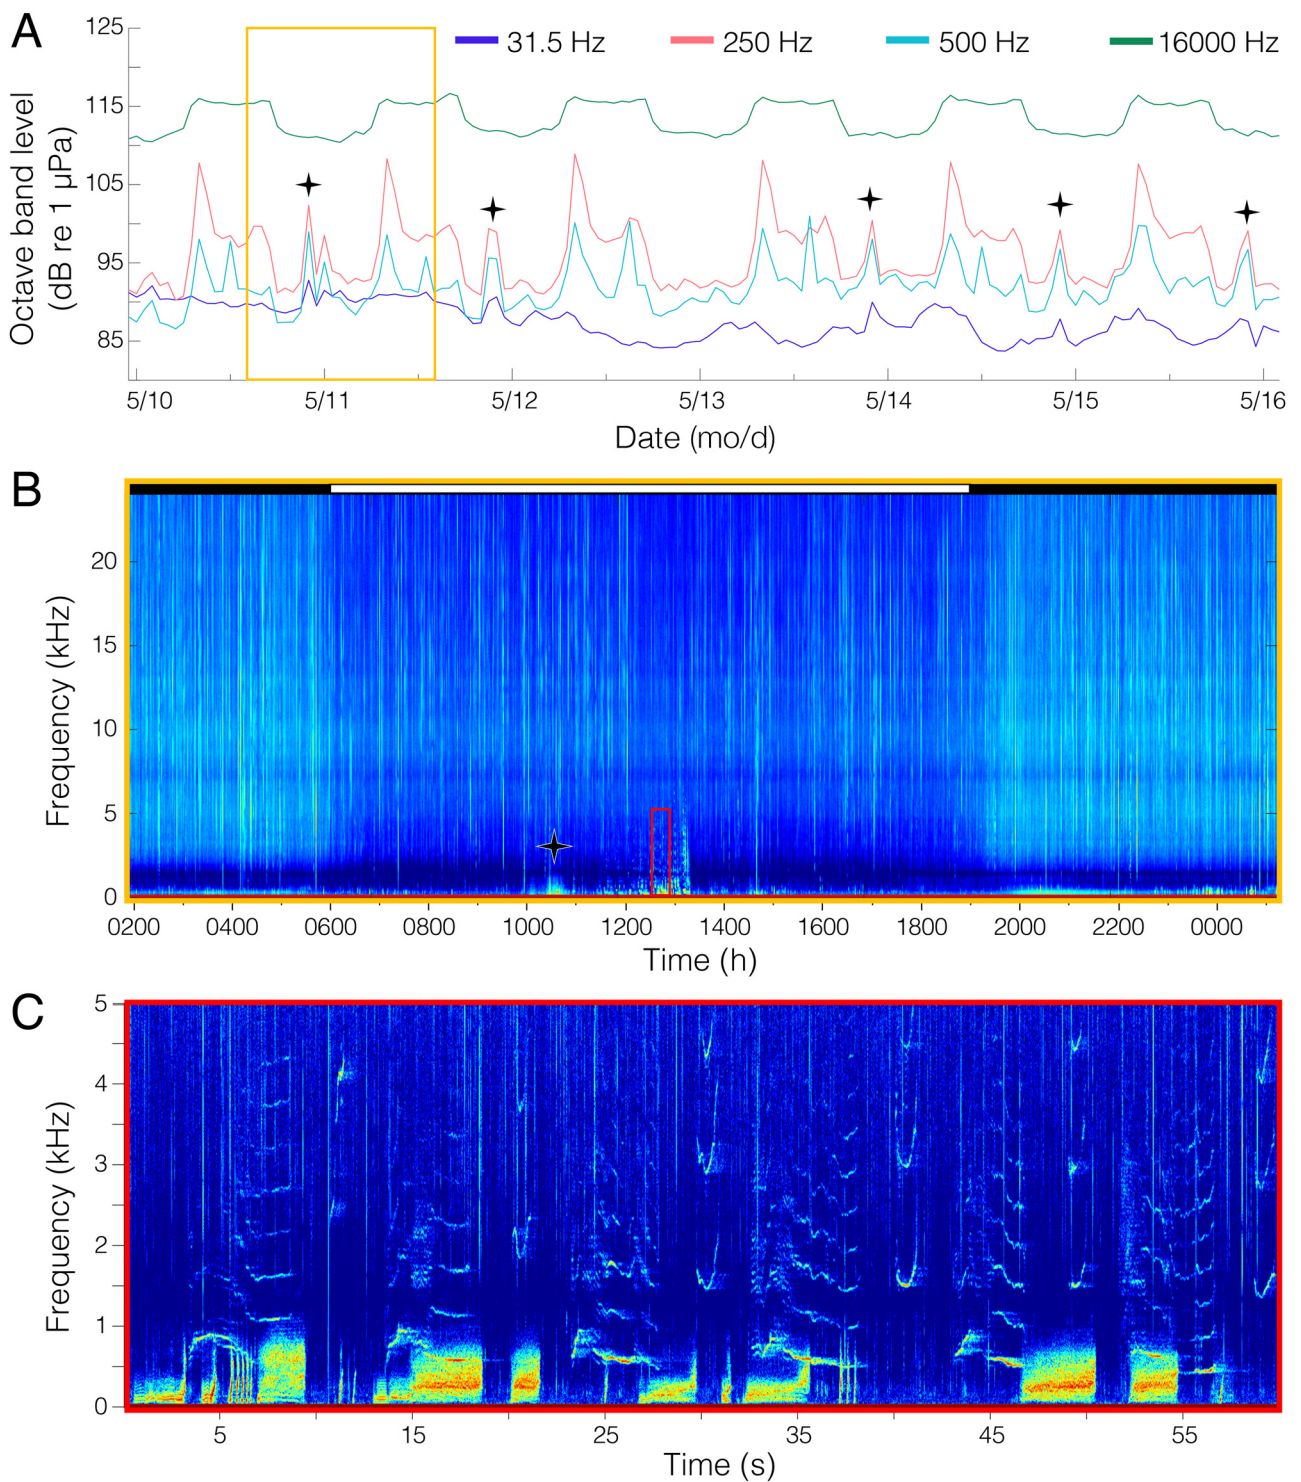 A
125
115
105
95
85
Octave band level
(dB re 1 µPa)
31.5 Hz
250 Hz
500 Hz
16000 Hz
5/10
5/11
5/12
5/13
5/14
5/15
5/16
Date (mo/d)
B
20
15
10
5
0
Frequency (kHz)
0200
0400
0600
0800
1000
1200
1400
1600
1800
2000
2200
0000
Time (h)
C
5
4
3
2
1
0
Frequency (kHz)
5
15
25
35
45
55
Time (s)